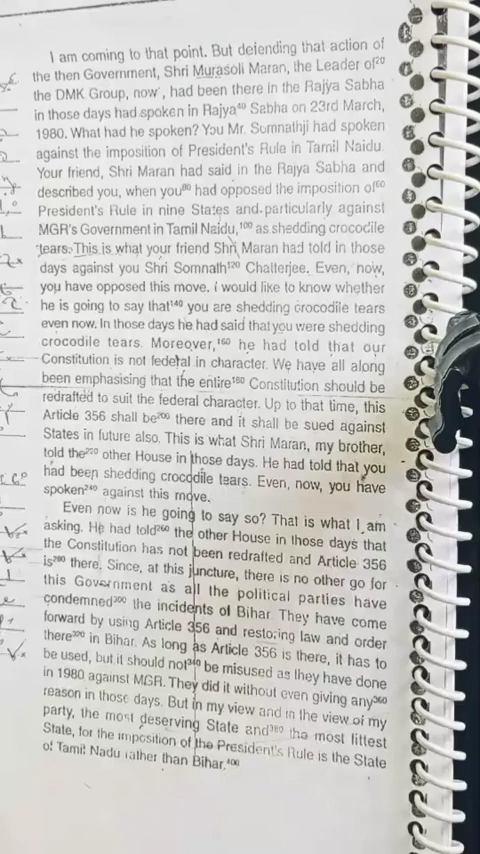 I am coming to that point. But defending that action of
the then Government, Shri Murasoli Maran, the Leader of²⁰
the DMK Group, now, had been there in the Rajya Sabha
in those days had spoken in Rajya⁴⁰ Sabha on 23rd March,
1980. What had he spoken? You Mr. Somnathji had spoken
against the imposition of President's Rule in Tamil Nadu.
Your friend, Shri Maran had said in the Rajya Sabha and
described you, when you⁸⁰ had opposed the imposition of⁶⁰
President's Rule in nine States and particularly against
MGR's Government in Tamil Naidu,¹⁰⁰ as shedding crocodile
tears. This is what your friend Shri Maran had told in those
days against you Shri Somnath¹²⁰ Chatterjee. Even, now,
you have opposed this move. I would like to know whether
he is going to say that¹⁴⁰ you are shedding crocodile tears
even now. In those days he had said that you were shedding
crocodile tears. Moreover,¹⁶⁰ he had told that our
Constitution is not federal in character. We have all along
been emphasising that the entire¹⁸⁰ Constitution should be
redrafted to suit the federal character. Up to that time, this
Article 356 shall be²⁰⁰ there and it shall be sued against
States in future also. This is what Shri Maran, my brother,
told the²²⁰ other House in those days. He had told that you
had been shedding crocodile tears. Even, now, you have
spoken²⁴⁰ against this move.
Even now is he going to say so? That is what I am
asking. He had told²⁶⁰ the other House in those days that
the Constitution has not been redrafted and Article 356
is²⁸⁰ there. Since, at this juncture, there is no other go for
this Government as all the political parties have
condemned³⁰⁰ the incidents of Bihar. They have come
forward by using Article 356 and restoring law and order
there³²⁰ in Bihar. As long as Article 356 is there, it has to
be used, but it should not³⁴⁰ be misused as they have done
in 1980 against MGR. They did it without even giving any³⁶⁰
reason in those days. But in my view and in the view of my
party, the most deserving State and³⁸⁰ the most fittest
State, for the imposition of the President's Rule is the State
of Tamil Nadu rather than Bihar.⁴⁰⁰